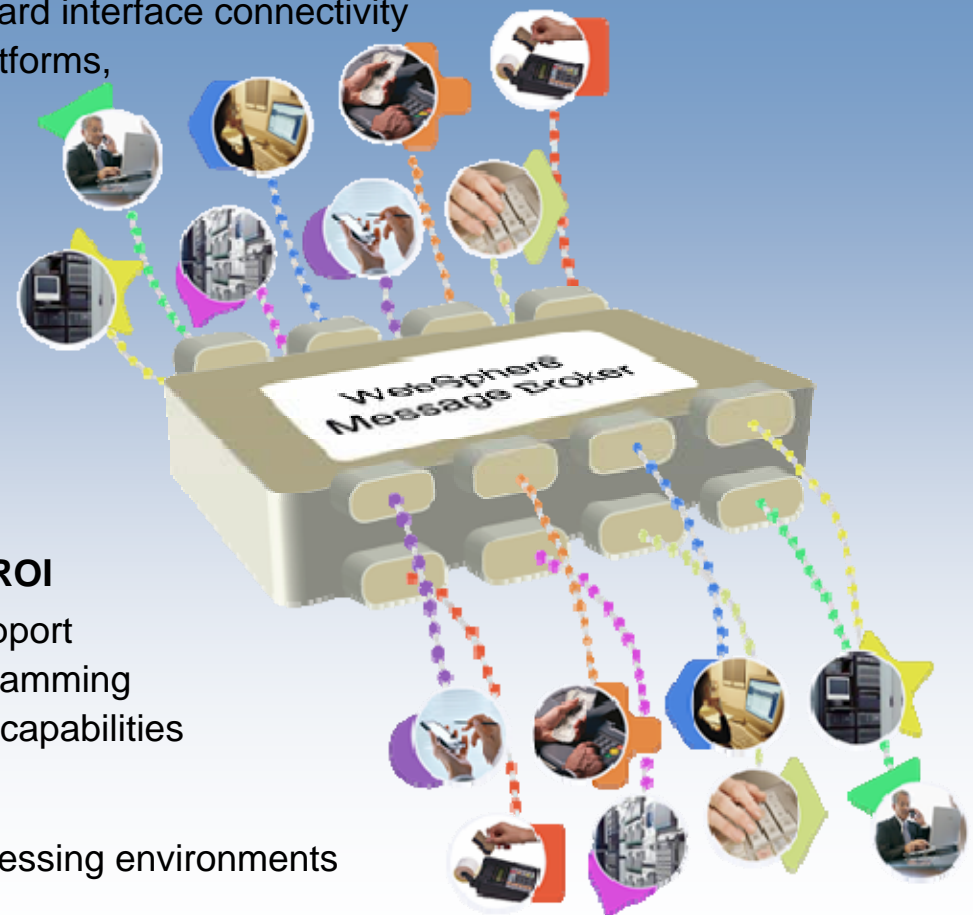 ard interface connectivity
tforms,
WebSphere
Message Broker
ROI
pport
amming
capabilities
essing environments